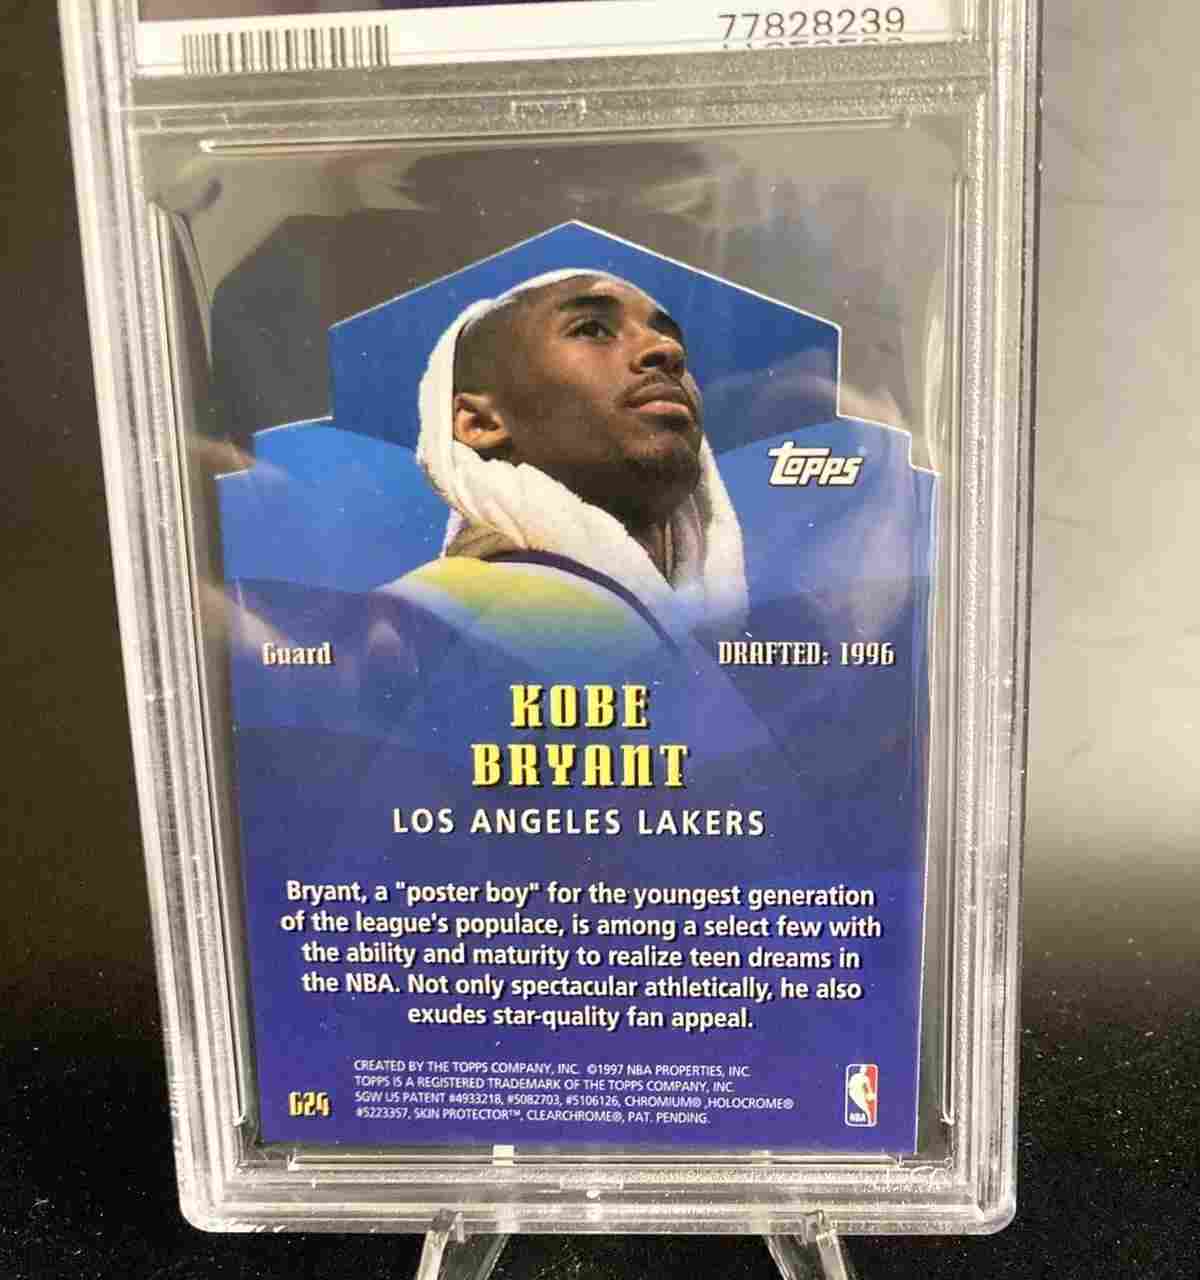 77828239
topps
Guard
DRAFTED: 1996
KOBE
BRYANT
LOS ANGELES LAKERS
Bryant, a "poster boy" for the youngest generation
of the league's populace, is among a select few with
the ability and maturity to realize teen dreams in
the NBA. Not only spectacular athletically, he also
exudes star-quality fan appeal.
CREATED BY THE TOPPS COMPANY, INC. ©1997 NBA PROPERTIES, INC.
TOPPS IS A REGISTERED TRADEMARK OF THE TOPPS COMPANY, INC.
SGW US PATENT #4933218, #5082703, #5106126, CHROMIUM® ,HOLOCROME®
#5223357, SKIN PROTECTOR™, CLEARCHROME®, PAT. PENDING.
G24
NBA